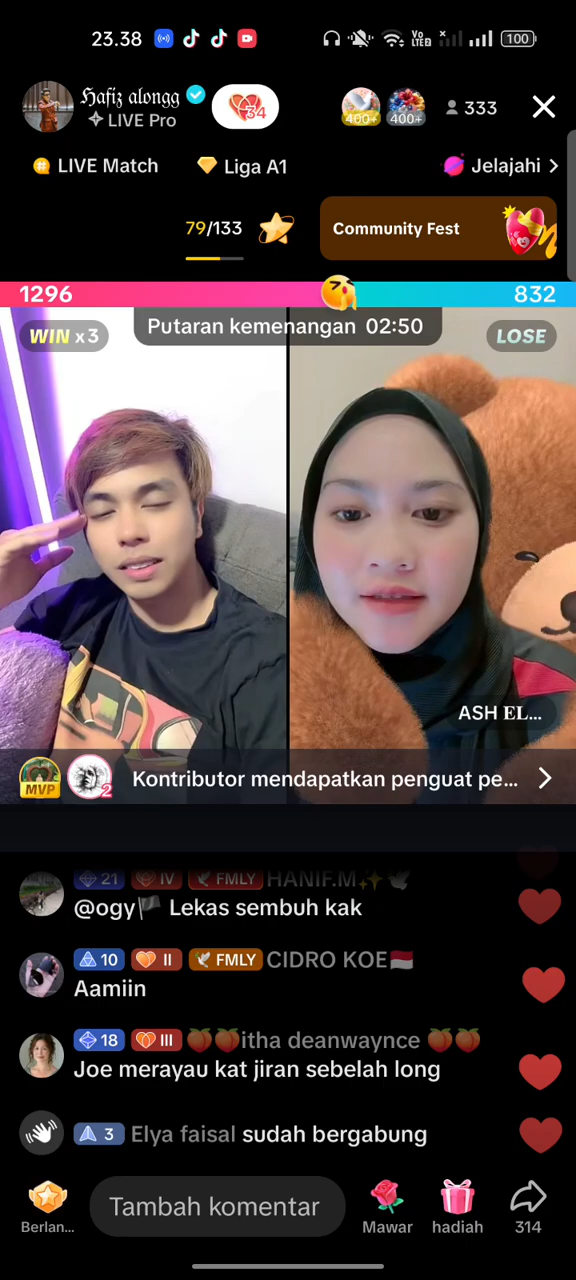 23.38
Vo
LTE2
100
Hafiz alongg
LIVE Pro
34
400+
400+
333
LIVE Match
Liga A1
Jelajahi
79/133
Community Fest
1296
832
WIN x3
Putaran kemenangan 02:50
LOSE
ASH EL...
MVP
2
Kontributor mendapatkan penguat pe...
21 IV FMLY HANIF.M
@ogy Lekas sembuh kak
10 II FMLY CIDRO KOE
Aamiin
18 III itha deanwaynce
Joe merayau kat jiran sebelah long
3 Elya faisal sudah bergabung
Berlan...
Tambah komentar
Mawar
hadiah
314